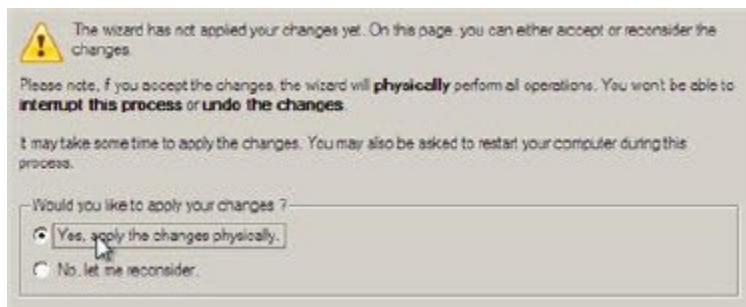 The wizard has not applied your changes yet. On this page, you can either accept or reconsider the
changes.
Please note, if you accept the changes, the wizard will physically perform all operations. You won't be able to
interrupt this process or undo the changes.
It may take some time to apply the changes. You may also be asked to restart your computer during this
process.
Would you like to apply your changes ?
Yes, apply the changes physically.
No, let me reconsider.